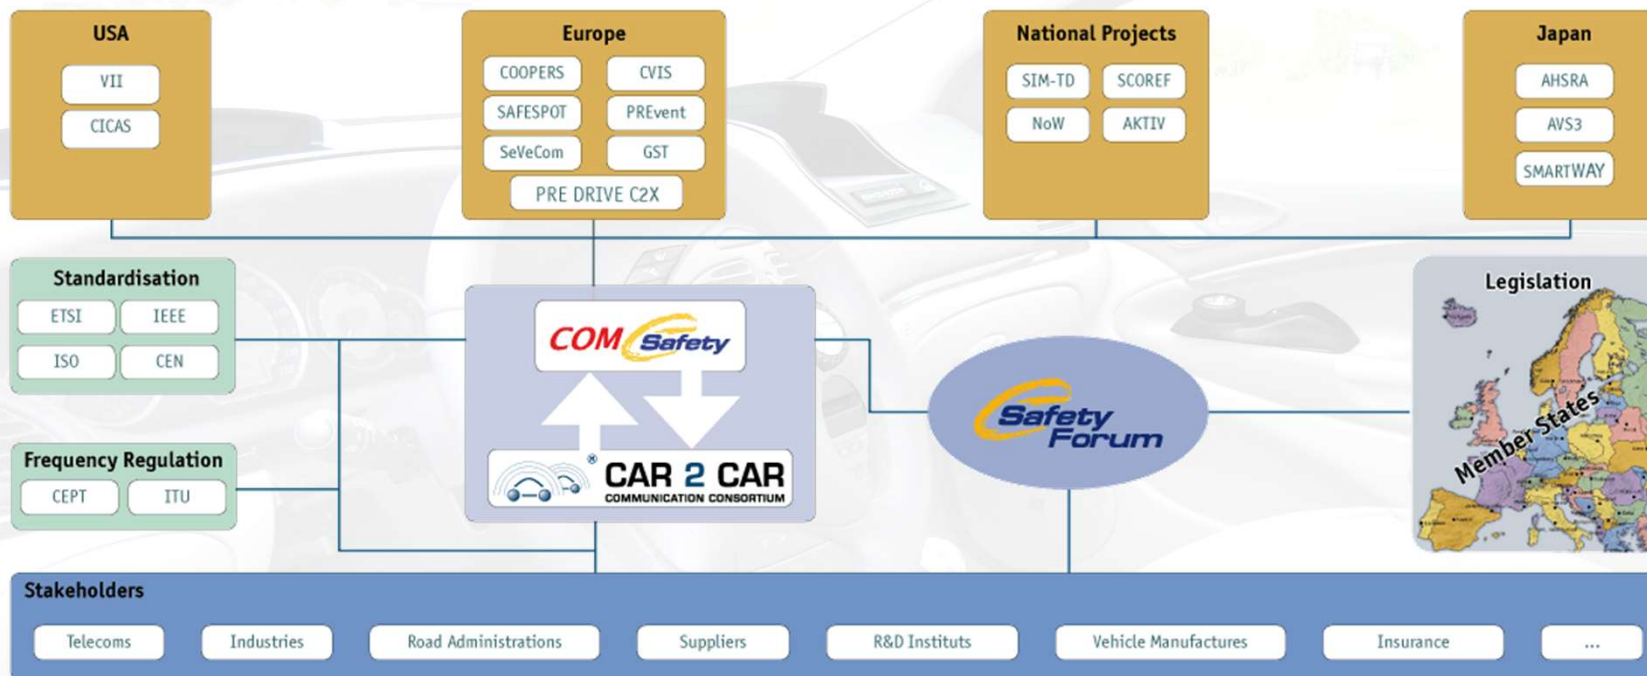 USA
VII
CICAS
Europe
COOPERS CVIS
SAFESPOT PREvent
SeVeCom GST
PRE DRIVE C2X
National Projects
SIM-TD SCOREF
NoW AKTIV
Japan
AHSRA
AVS3
SMARTWAY
Standardisation
ETSI IEEE
ISO CEN
Frequency Regulation
CEPT ITU
COM Safety
CAR 2 CAR
COMMUNICATION CONSORTIUM
®
Safety
Forum
Legislation
Member States
Stakeholders
Telecoms Industries Road Administrations Suppliers R&D Instituts Vehicle Manufactures Insurance ...